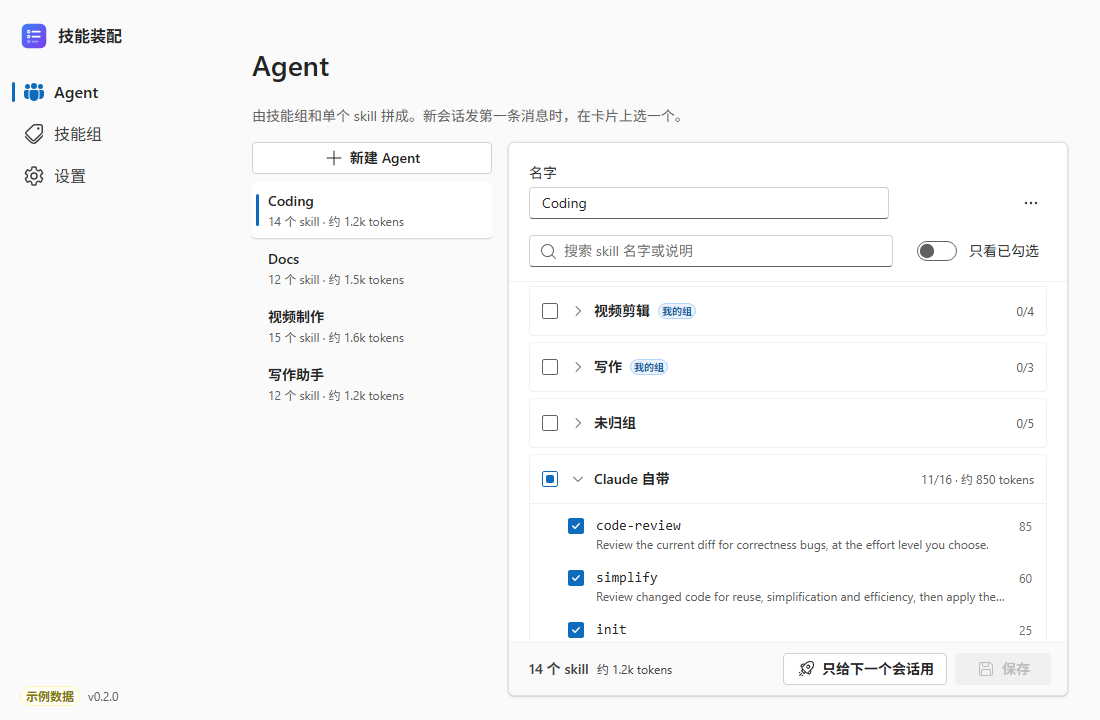 技能装配
Agent
技能组
设置
示例数据 v0.2.0
Agent
由技能组和单个 skill 拼成。新会话发第一条消息时，在卡片上选一个。
新建 Agent
Coding
14 个 skill · 约 1.2k tokens
Docs
12 个 skill · 约 1.5k tokens
视频制作
15 个 skill · 约 1.6k tokens
写作助手
12 个 skill · 约 1.2k tokens
名字
Coding
搜索 skill 名字或说明
只看已勾选
视频剪辑 我的组 0/4
写作 我的组 0/3
未归组 0/5
Claude 自带 11/16 · 约 850 tokens
code-review 85
Review the current diff for correctness bugs, at the effort level you choose.
simplify 60
Review changed code for reuse, simplification and efficiency, then apply the...
init 25
14 个 skill 约 1.2k tokens
只给下一个会话用
保存